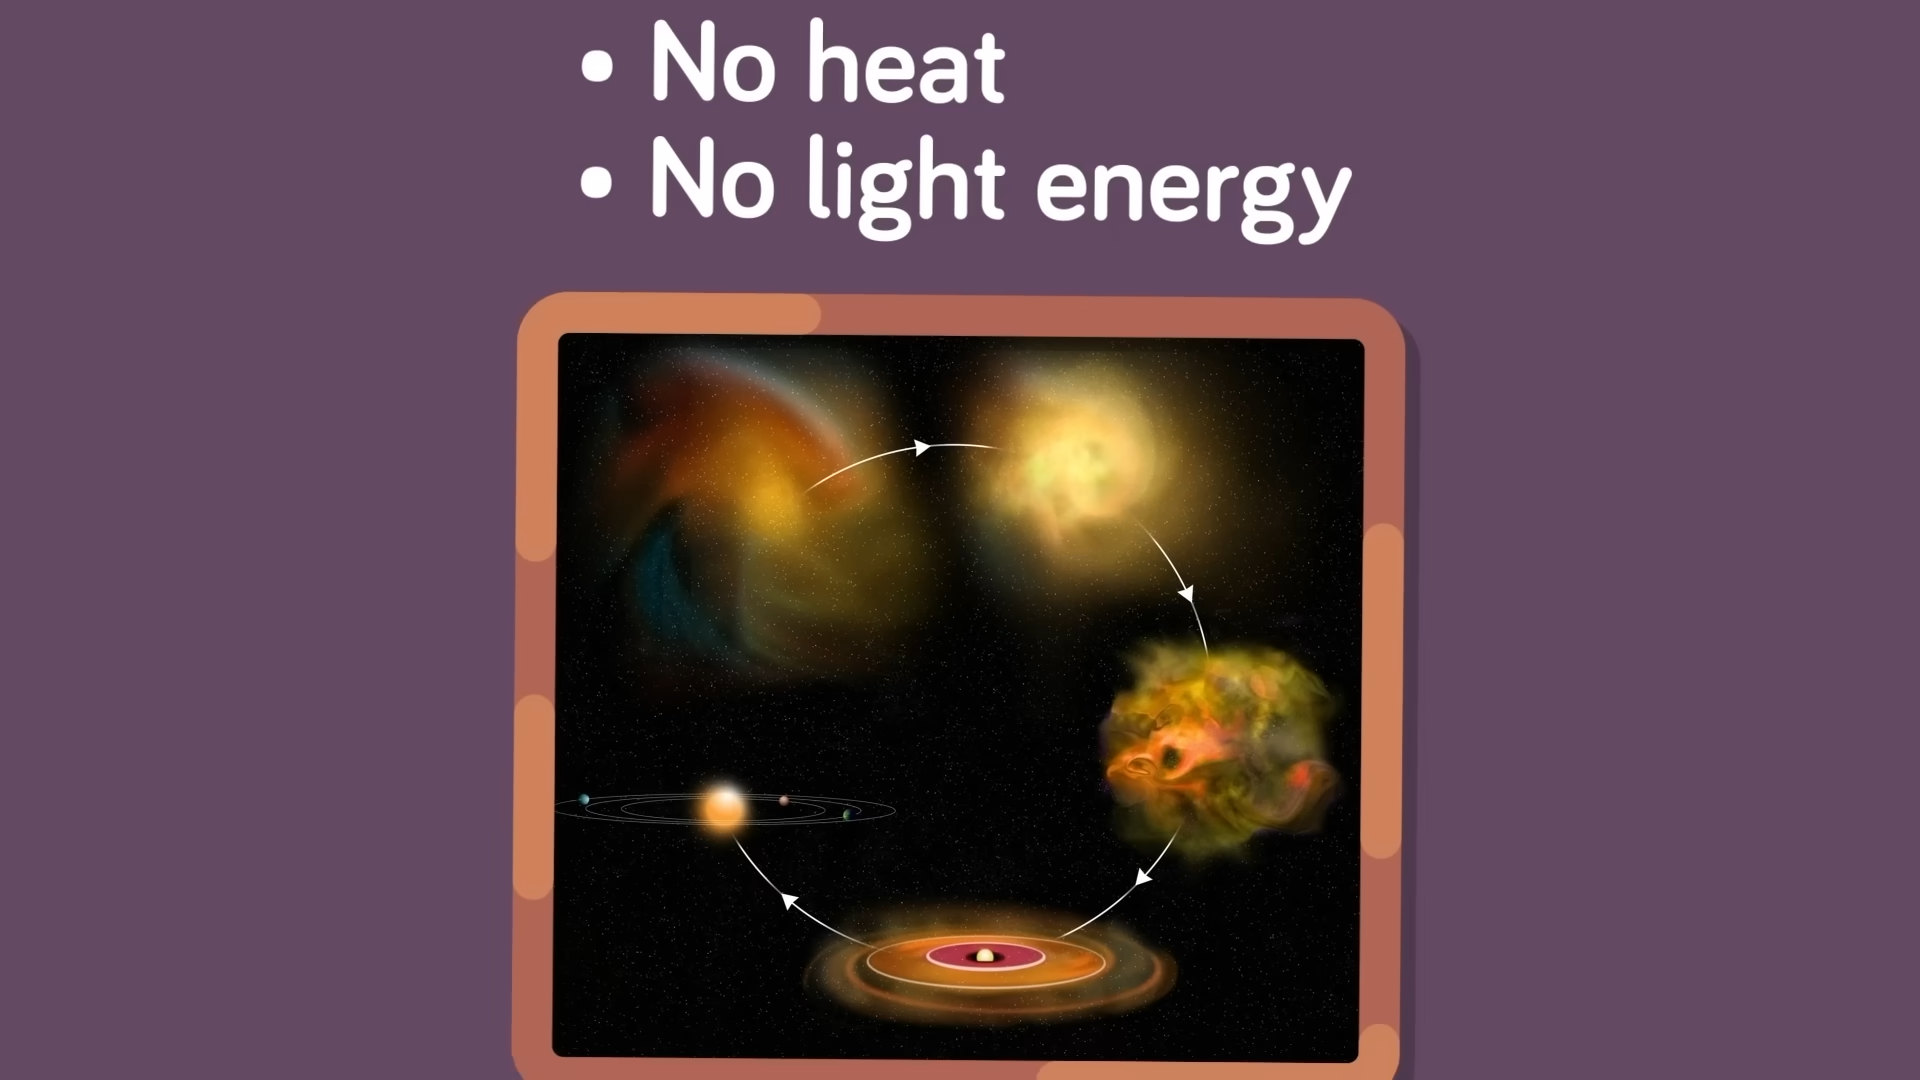 • No heat
• No light energy